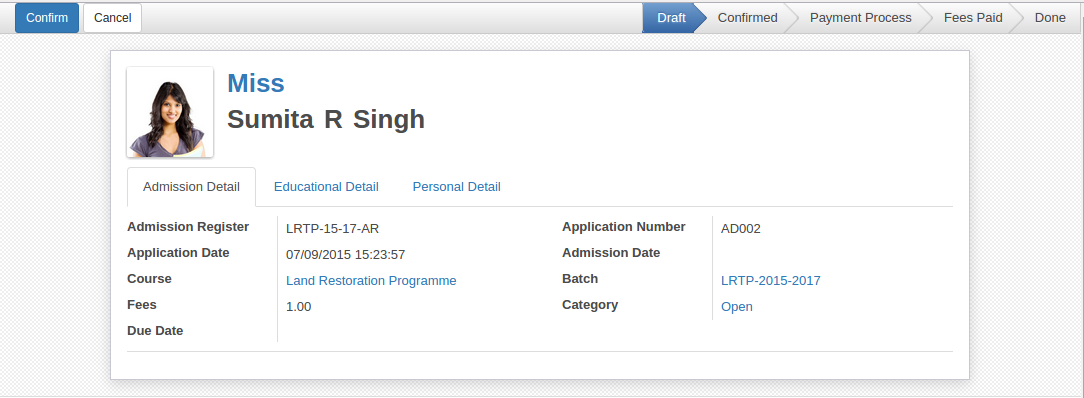 Confirm Cancel Draft Confirmed Payment Process Fees Paid Done
Miss
Sumita R Singh
Admission Detail Educational Detail Personal Detail
Admission Register LRTP-15-17-AR Application Number AD002
Application Date 07/09/2015 15:23:57 Admission Date
Course Land Restoration Programme Batch LRTP-2015-2017
Fees 1.00 Category Open
Due Date